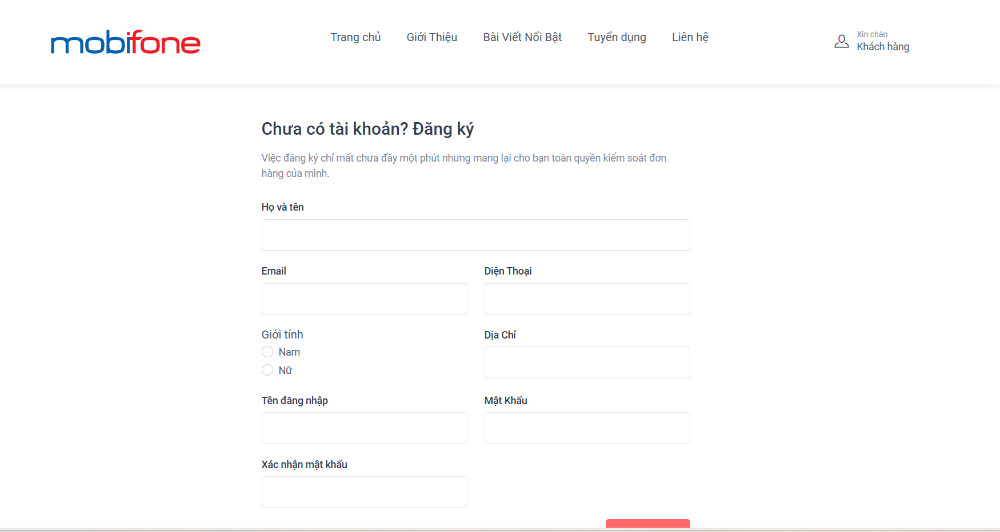 mobifone
Trang chủ
Giới Thiệu
Bài Viết Nổi Bật
Tuyển dụng
Liên hệ
Xin chào
Khách hàng
Chưa có tài khoản? Đăng ký
Việc đăng ký chỉ mất chưa đầy một phút nhưng mang lại cho bạn toàn quyền kiểm soát đơn
hàng của mình.
Họ và tên
Email
Diện Thoại
Giới tính
Nam
Nữ
Dịa Chỉ
Tên đăng nhập
Mật Khẩu
Xác nhận mật khẩu